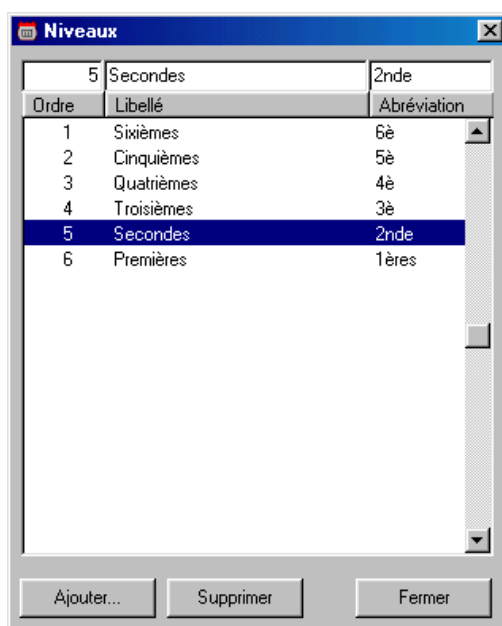 Niveaux
5 Secondes 2nde
Ordre Libellé Abréviation
1 Sixièmes 6è
2 Cinquièmes 5è
3 Quatrièmes 4è
4 Troisièmes 3è
5 Secondes 2nde
6 Premières 1ères
Ajouter... Supprimer Fermer